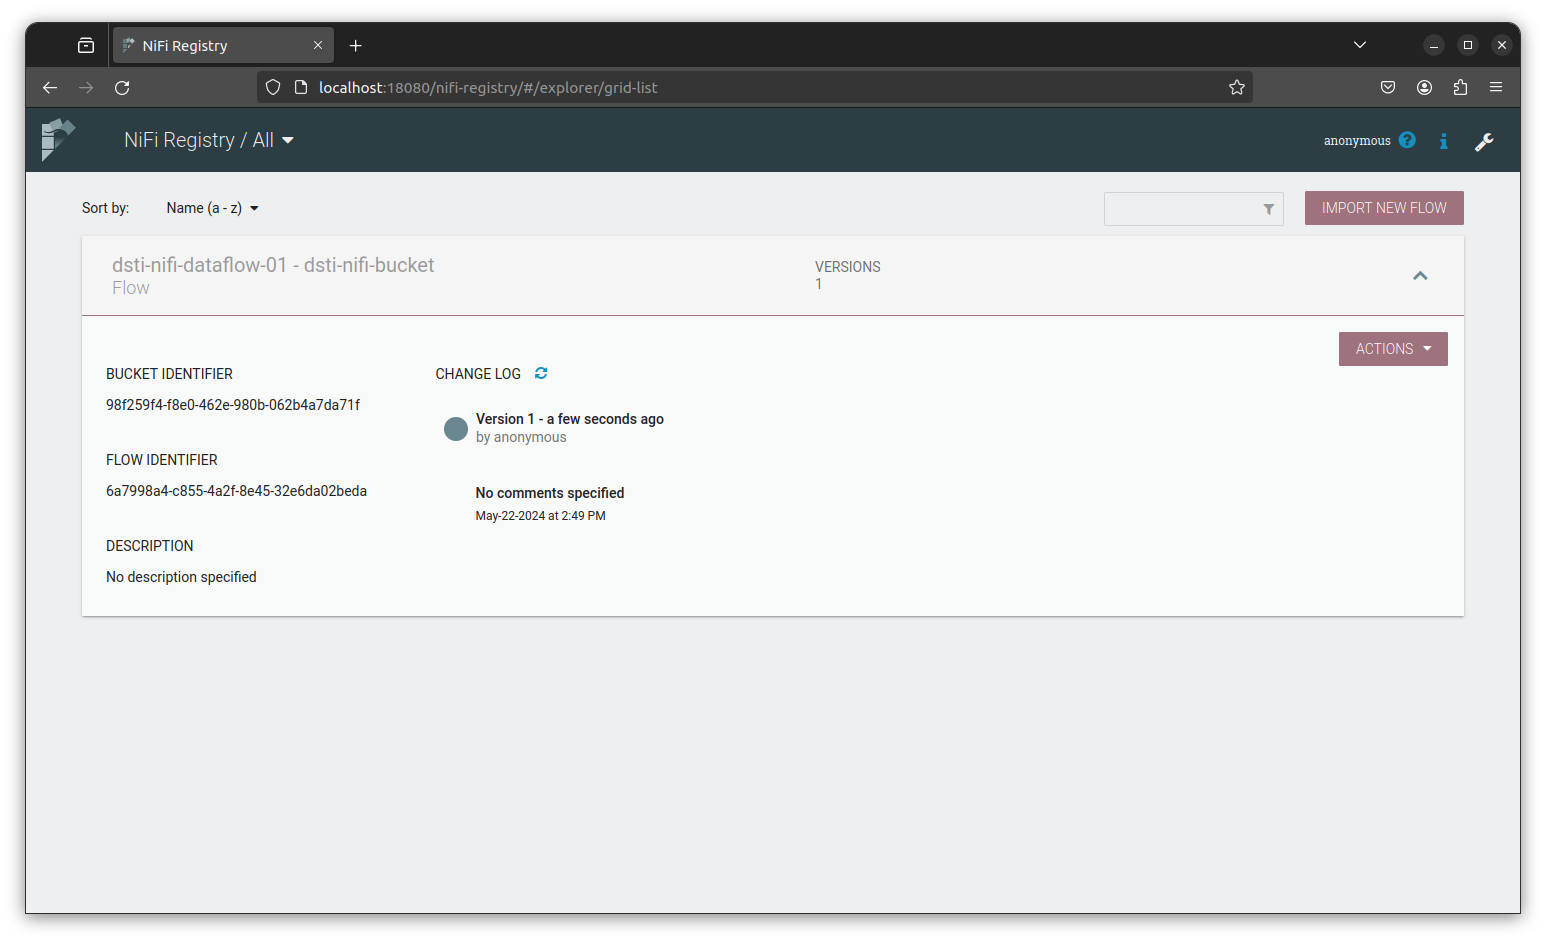 NiFi Registry
localhost:18080/nifi-registry/#/explorer/grid-list
NiFi Registry / All
anonymous
Sort by: Name (a - z)
IMPORT NEW FLOW
dsti-nifi-dataflow-01 - dsti-nifi-bucket
Flow
VERSIONS
1
ACTIONS
BUCKET IDENTIFIER
98f259f4-f8e0-462e-980b-062b4a7da71f
FLOW IDENTIFIER
6a7998a4-c855-4a2f-8e45-32e6da02beda
DESCRIPTION
No description specified
CHANGE LOG
Version 1 - a few seconds ago
by anonymous
No comments specified
May-22-2024 at 2:49 PM